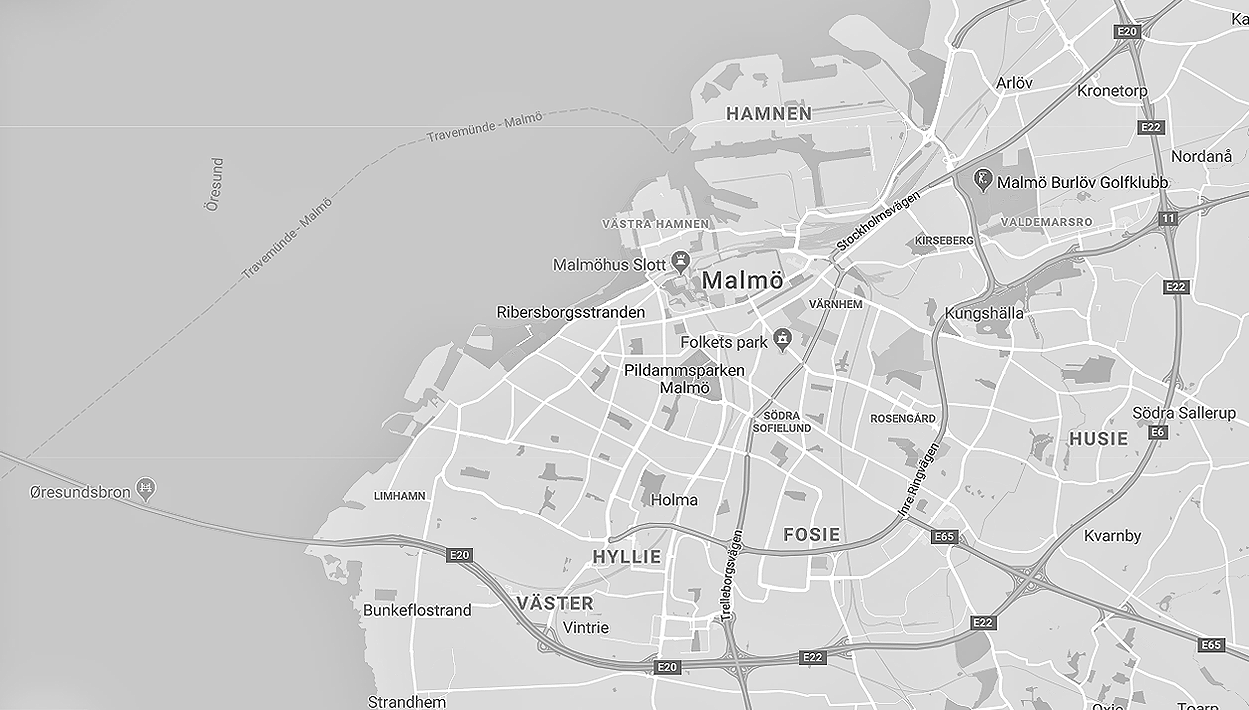 Ka
E20
Arlöv
Kronetorp
HAMNEN
Travemünde - Malmö
E22
Nordanå
Öresund
Malmö Burlöv Golfklubb
Travemünde - Malmö
Stockholmsvägen
VÄSTRA HAMNEN
VALDEMARSRO
11
KIRSEBERG
Malmöhus Slott
Malmö
E22
VÄRNHEM
Ribersborgsstranden
Kungshälla
Folkets park
Pildammsparken
Malmö
SÖDRA
SOFIELUND
ROSENGÅRD
Södra Sallerup
E6
HUSIE
Inre Ringvägen
Øresundsbron
LIMHAMN
Holma
FOSIE
E65
Kvarnby
E20
HYLLIE
Trelleborgsvägen
VÄSTER
Bunkeflostrand
Vintrie
E22
E65
E22
E20
Strandhem
Oxie
Toarp